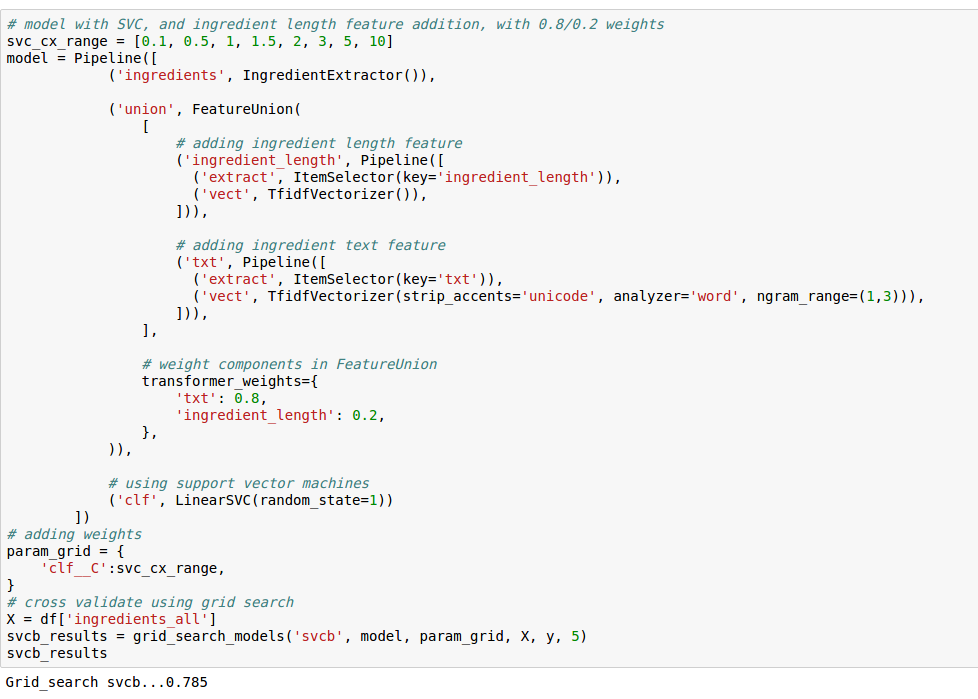 # model with SVC, and ingredient length feature addition, with 0.8/0.2 weights
svc_cx_range = [0.1, 0.5, 1, 1.5, 2, 3, 5, 10]
model = Pipeline([
            ('ingredients', IngredientExtractor()),

            ('union', FeatureUnion(
                [
                    # adding ingredient length feature
                    ('ingredient_length', Pipeline([
                      ('extract', ItemSelector(key='ingredient_length')),
                      ('vect', TfidfVectorizer()),
                    ])),

                    # adding ingredient text feature
                    ('txt', Pipeline([
                      ('extract', ItemSelector(key='txt')),
                      ('vect', TfidfVectorizer(strip_accents='unicode', analyzer='word', ngram_range=(1,3))),
                    ])),
                ],

                # weight components in FeatureUnion
                transformer_weights={
                    'txt': 0.8,
                    'ingredient_length': 0.2,
                },
            )),

            # using support vector machines
            ('clf', LinearSVC(random_state=1))
        ])
# adding weights
param_grid = {
    'clf__C':svc_cx_range,
}
# cross validate using grid search
X = df['ingredients_all']
svcb_results = grid_search_models('svcb', model, param_grid, X, y, 5)
svcb_results
Grid_search svcb...0.785